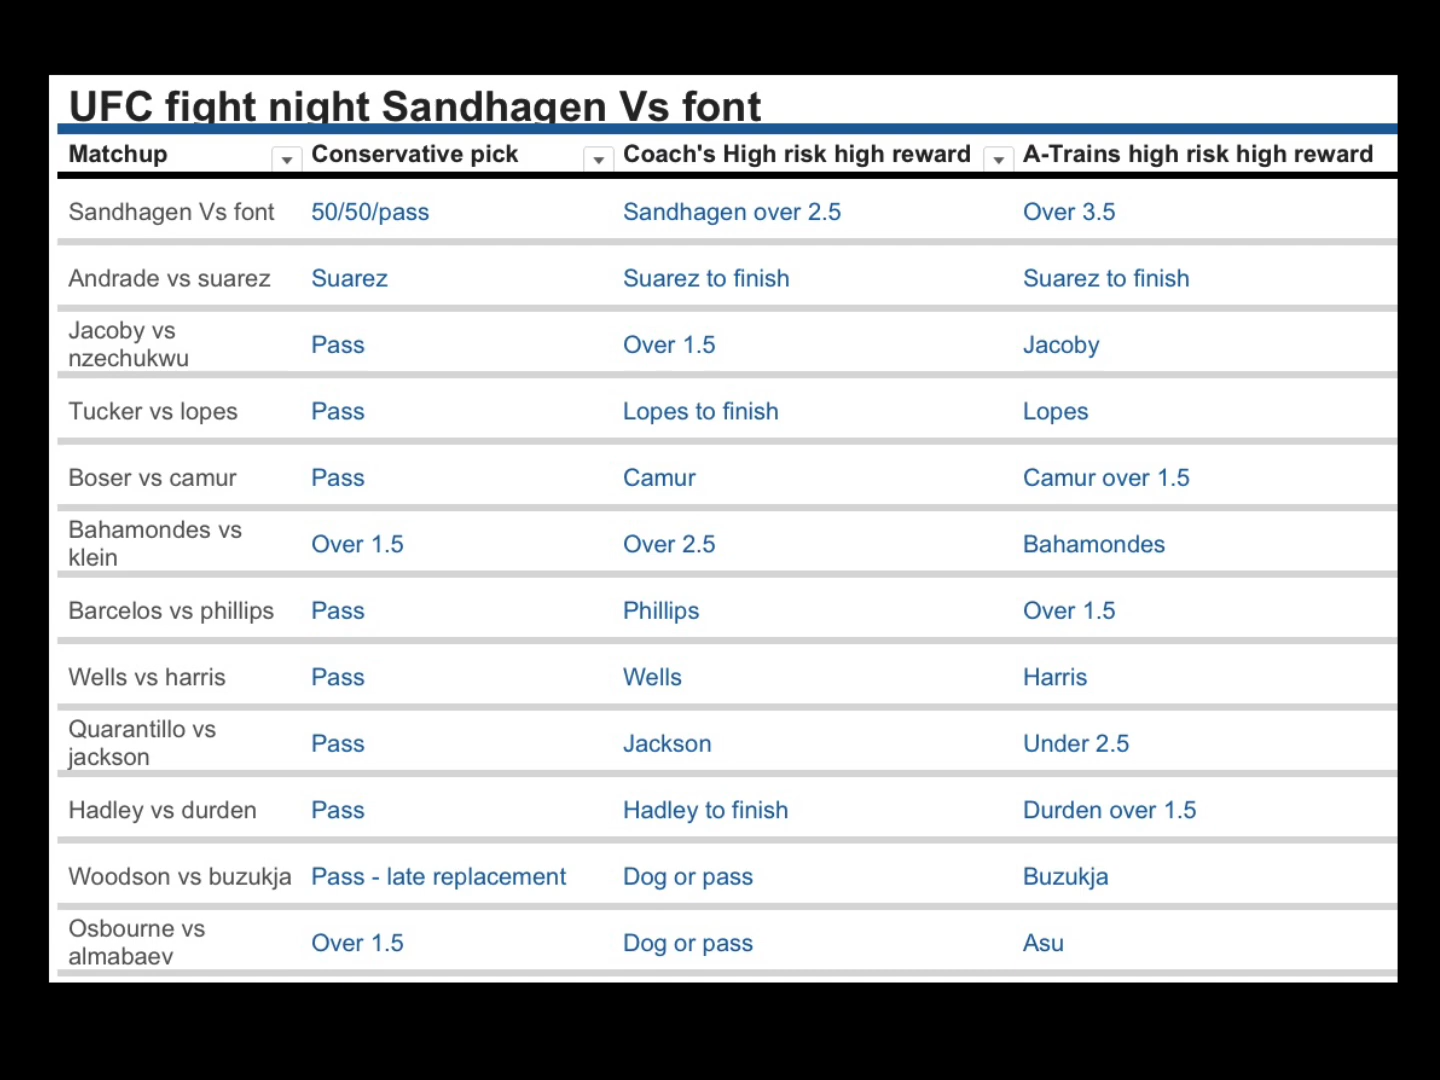 UFC fight night Sandhagen Vs font
Matchup Conservative pick Coach's High risk high reward A-Trains high risk high reward
Sandhagen Vs font 50/50/pass Sandhagen over 2.5 Over 3.5
Andrade vs suarez Suarez Suarez to finish Suarez to finish
Jacoby vs
nzechukwu Pass Over 1.5 Jacoby
Tucker vs lopes Pass Lopes to finish Lopes
Boser vs camur Pass Camur Camur over 1.5
Bahamondes vs
klein Over 1.5 Over 2.5 Bahamondes
Barcelos vs phillips Pass Phillips Over 1.5
Wells vs harris Pass Wells Harris
Quarantillo vs
jackson Pass Jackson Under 2.5
Hadley vs durden Pass Hadley to finish Durden over 1.5
Woodson vs buzukja Pass - late replacement Dog or pass Buzukja
Osbourne vs
almabaev Over 1.5 Dog or pass Asu